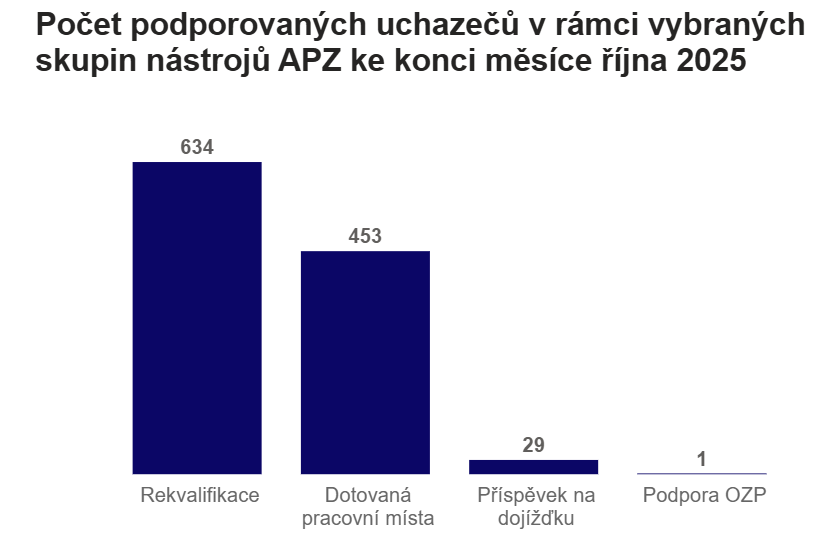 Počet podporovaných uchazečů v rámci vybraných
skupin nástrojů APZ ke konci měsíce října 2025
634
453
29
1
Rekvalifikace
Dotovaná
pracovní místa
Příspěvek na
dojížďku
Podpora OZP